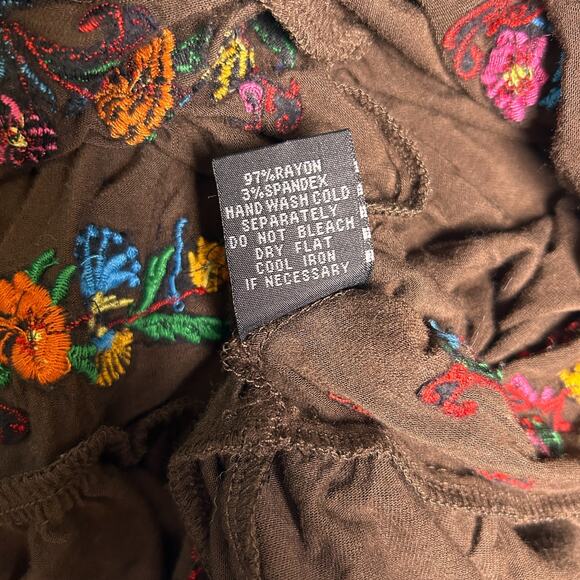 97%RAYON
3%SPANDEX
HAND WASH COLD
SEPARATELY
DO NOT BLEACH
DRY FLAT
COOL IRON
IF NECESSARY